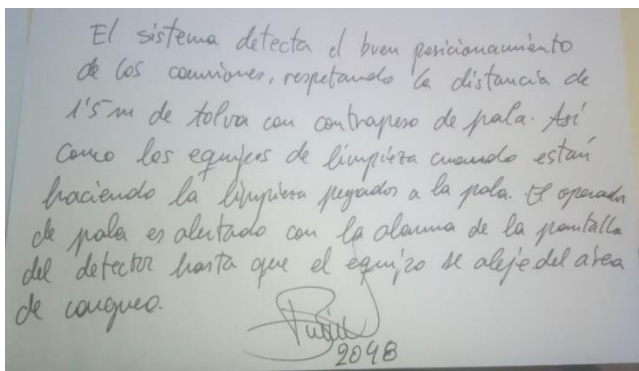 El sistema detecta el buen posicionamiento
de los camiones, respetando la distancia de
1'5m de tolva con contrapeso de pala. Así
como los equipos de limpieza cuando están
haciendo la limpieza pegados a la pala. El operador
de pala es alertado con la alarma de la pantalla
del detector hasta que el equipo se aleje del area
de cargueo.
2048